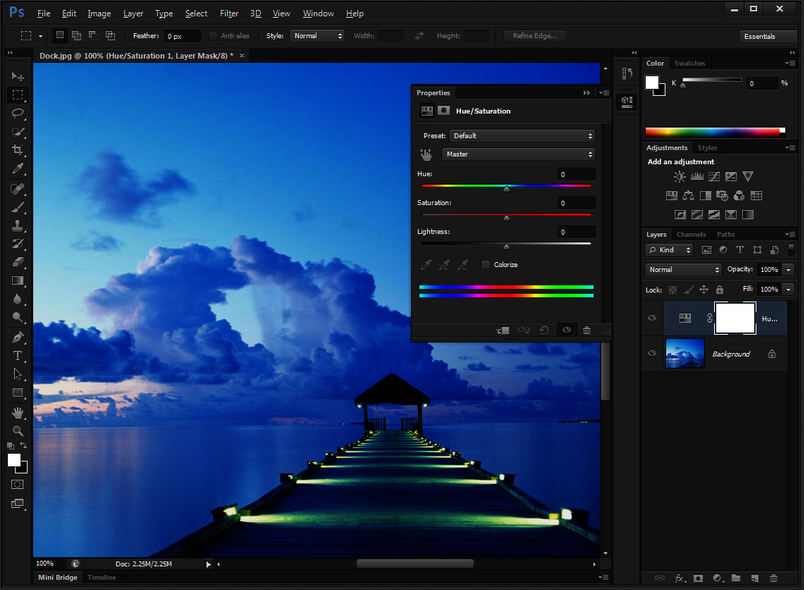 Ps File Edit Image Layer Type Select Filter 3D View Window Help
Feather: 0 px Anti-alias Style: Normal Width: Height: Refine Edge... Essentials
Dock.jpg @ 100% (Hue/Saturation 1, Layer Mask/8) * ×
Properties
Hue/Saturation
Preset: Default
Master
Hue: 0
Saturation: 0
Lightness: 0
Colorize
Color Swatches
K 0 %
Adjustments Styles
Add an adjustment
Layers Channels Paths
Kind
Normal Opacity: 100%
Lock: Fill: 100%
Hu...
Background
100% Doc: 2.25M/2.25M
Mini Bridge Timeline